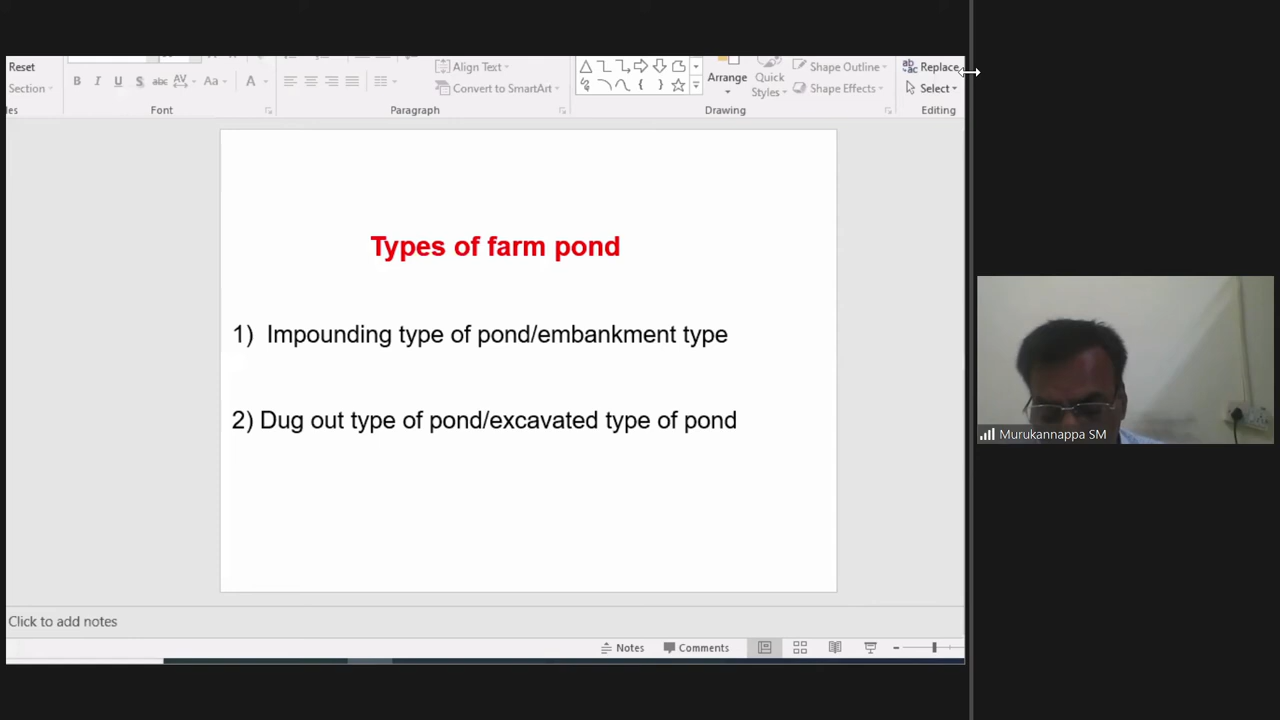 Reset
Section
les
B I U S abc AV Aa A
Font
Align Text
Convert to SmartArt
Paragraph
Arrange
Quick
Styles
Shape Outline
Shape Effects
Drawing
Replace
Select
Editing
Types of farm pond
1) Impounding type of pond/embankment type
2) Dug out type of pond/excavated type of pond
Murukannappa SM
Click to add notes
Notes
Comments